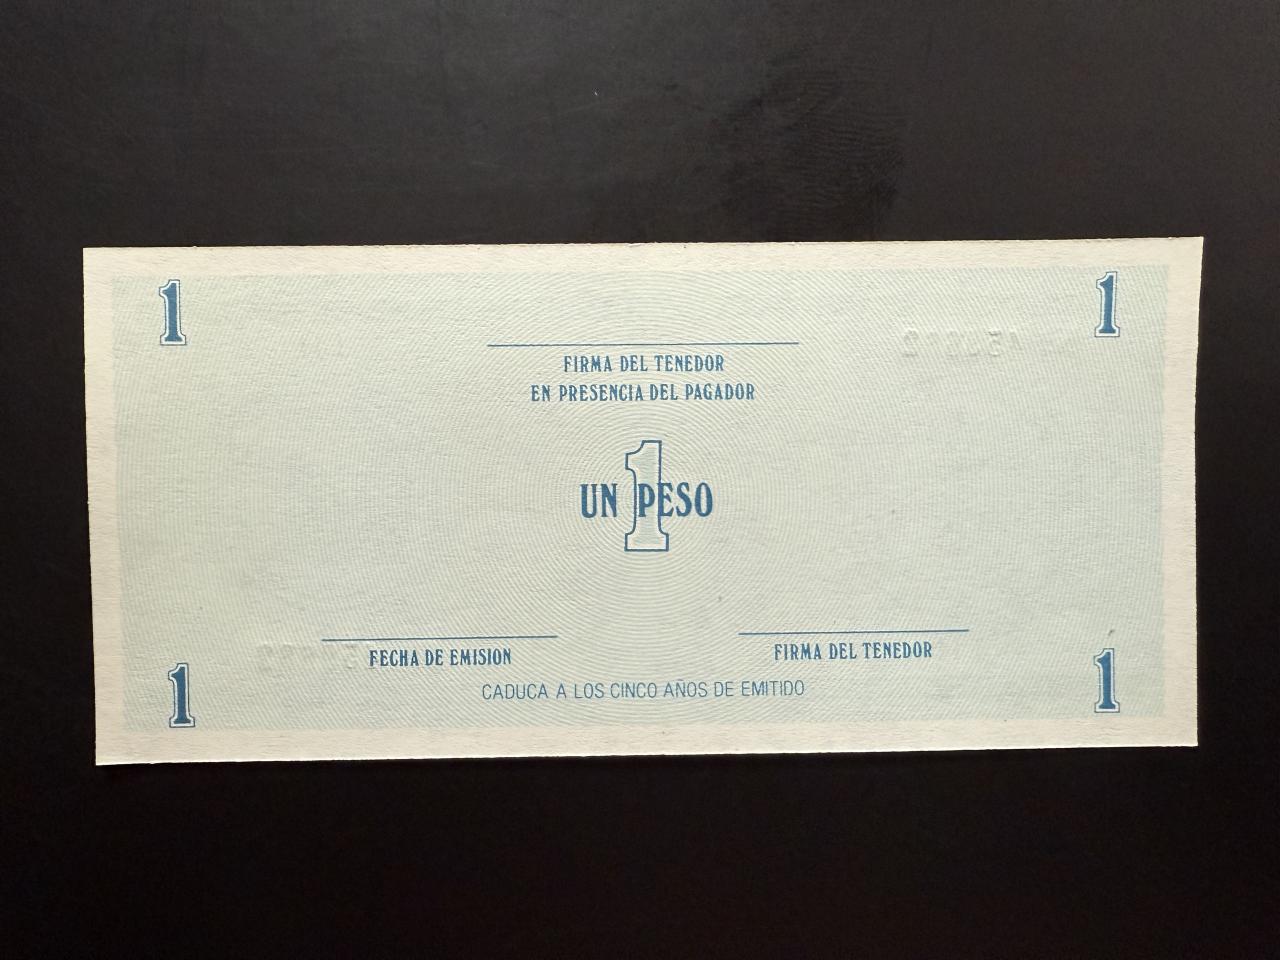 1 1
FIRMA DEL TENEDOR
EN PRESENCIA DEL PAGADOR
1
UN PESO
FECHA DE EMISION FIRMA DEL TENEDOR
CADUCA A LOS CINCO AÑOS DE EMITIDO
1 1